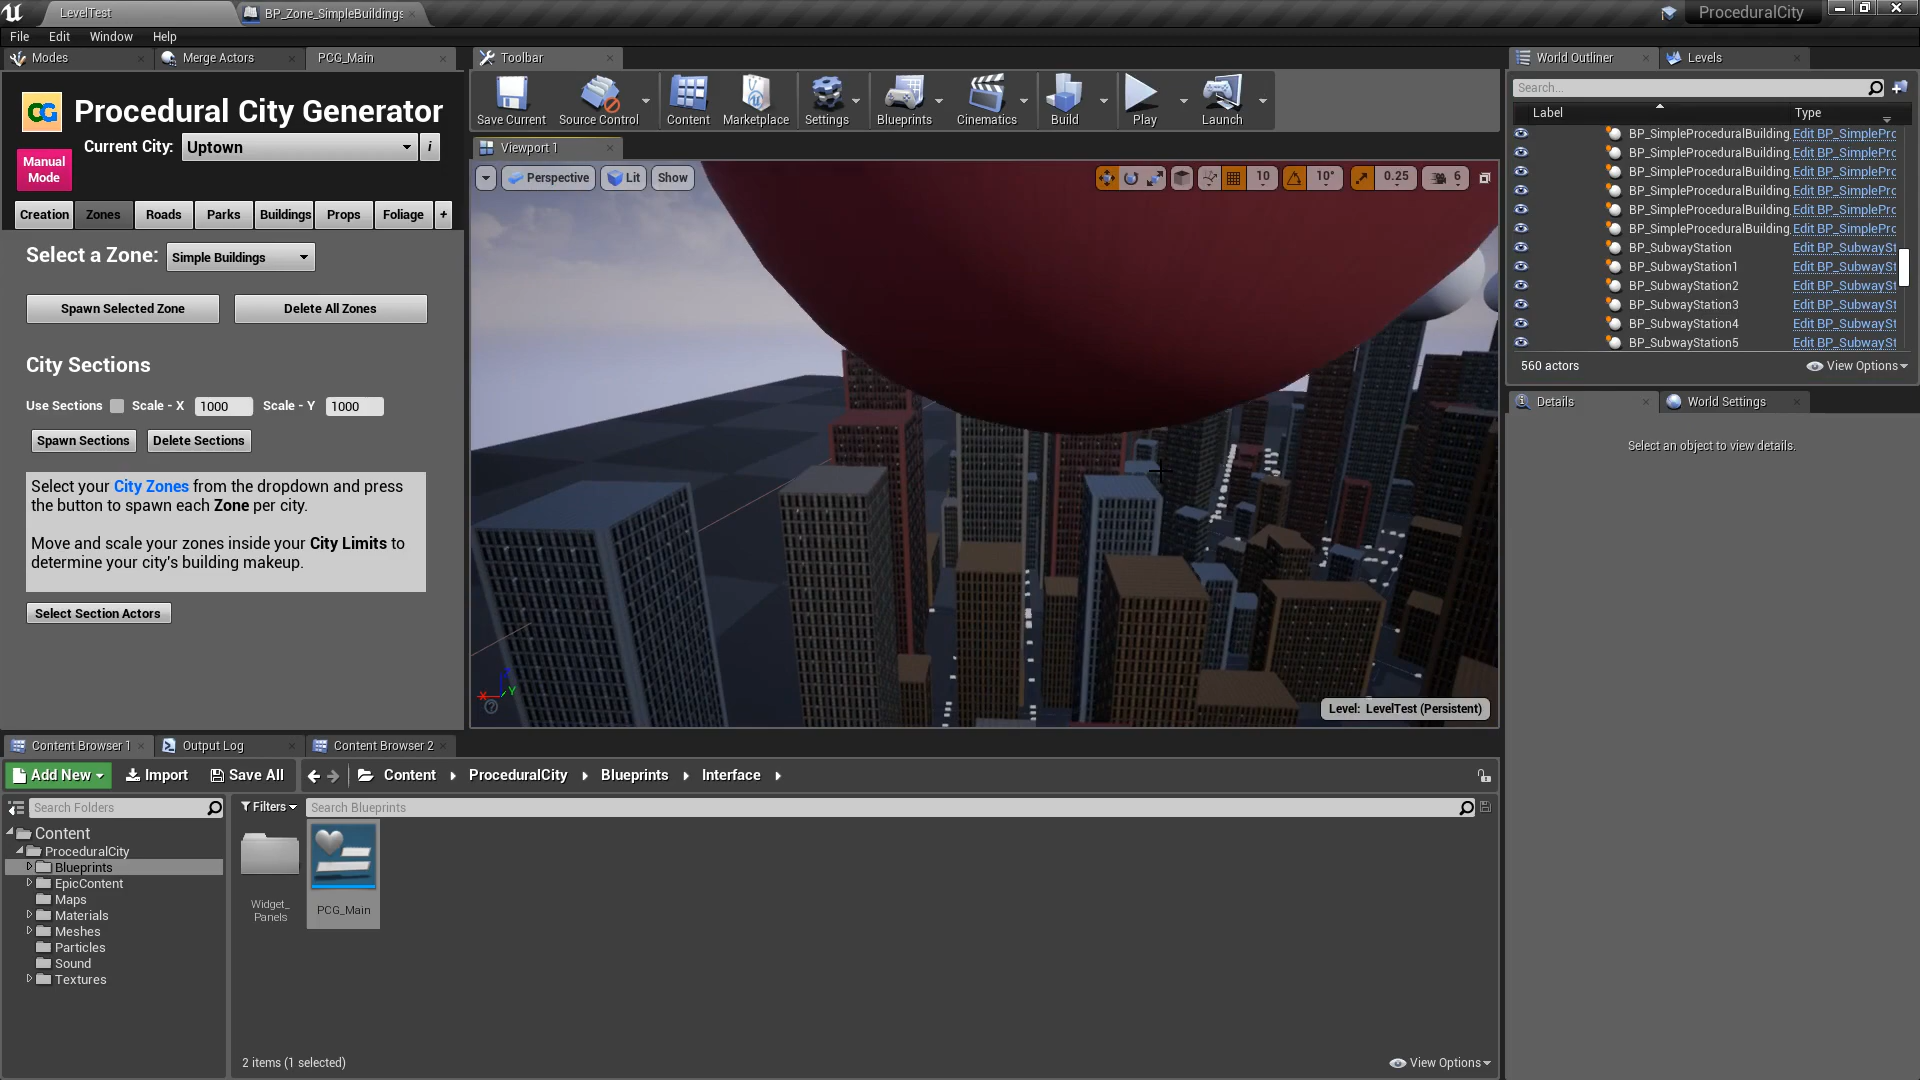 LevelTest
BP_Zone_SimpleBuildings
ProceduralCity
File Edit Window Help
Modes
Merge Actors
PCG_Main
Toolbar
World Outliner
Levels
CG Procedural City Generator
Current City: Uptown i
Manual
Mode
Creation Zones Roads Parks Buildings Props Foliage +
Select a Zone: Simple Buildings
Spawn Selected Zone
Delete All Zones
City Sections
Use Sections Scale - X 1000 Scale - Y 1000
Spawn Sections
Delete Sections
Select your City Zones from the dropdown and press
the button to spawn each Zone per city.
Move and scale your zones inside your City Limits to
determine your city's building makeup.
Select Section Actors
Save Current Source Control Content Marketplace Settings Blueprints Cinematics Build Play Launch
Viewport 1
Perspective Lit Show 10 10° 0.25 6
X Y
Level: LevelTest (Persistent)
Search...
Label Type
BP_SimpleProceduralBuilding Edit BP_SimplePrc
BP_SimpleProceduralBuilding Edit BP_SimplePrc
BP_SimpleProceduralBuilding Edit BP_SimplePrc
BP_SimpleProceduralBuilding Edit BP_SimplePrc
BP_SimpleProceduralBuilding Edit BP_SimplePrc
BP_SimpleProceduralBuilding Edit BP_SimplePrc
BP_SubwayStation Edit BP_SubwaySt
BP_SubwayStation1 Edit BP_SubwaySt
BP_SubwayStation2 Edit BP_SubwaySt
BP_SubwayStation3 Edit BP_SubwaySt
BP_SubwayStation4 Edit BP_SubwaySt
BP_SubwayStation5 Edit BP_SubwaySt
560 actors
View Options
Details
World Settings
Select an object to view details.
Content Browser 1
Output Log
Content Browser 2
Add New Import Save All Content ProceduralCity Blueprints Interface
Search Folders
Filters
Search Blueprints
Content
ProceduralCity
Blueprints
EpicContent
Maps
Materials
Meshes
Particles
Sound
Textures
Widget_
Panels
PCG_Main
2 items (1 selected)
View Options